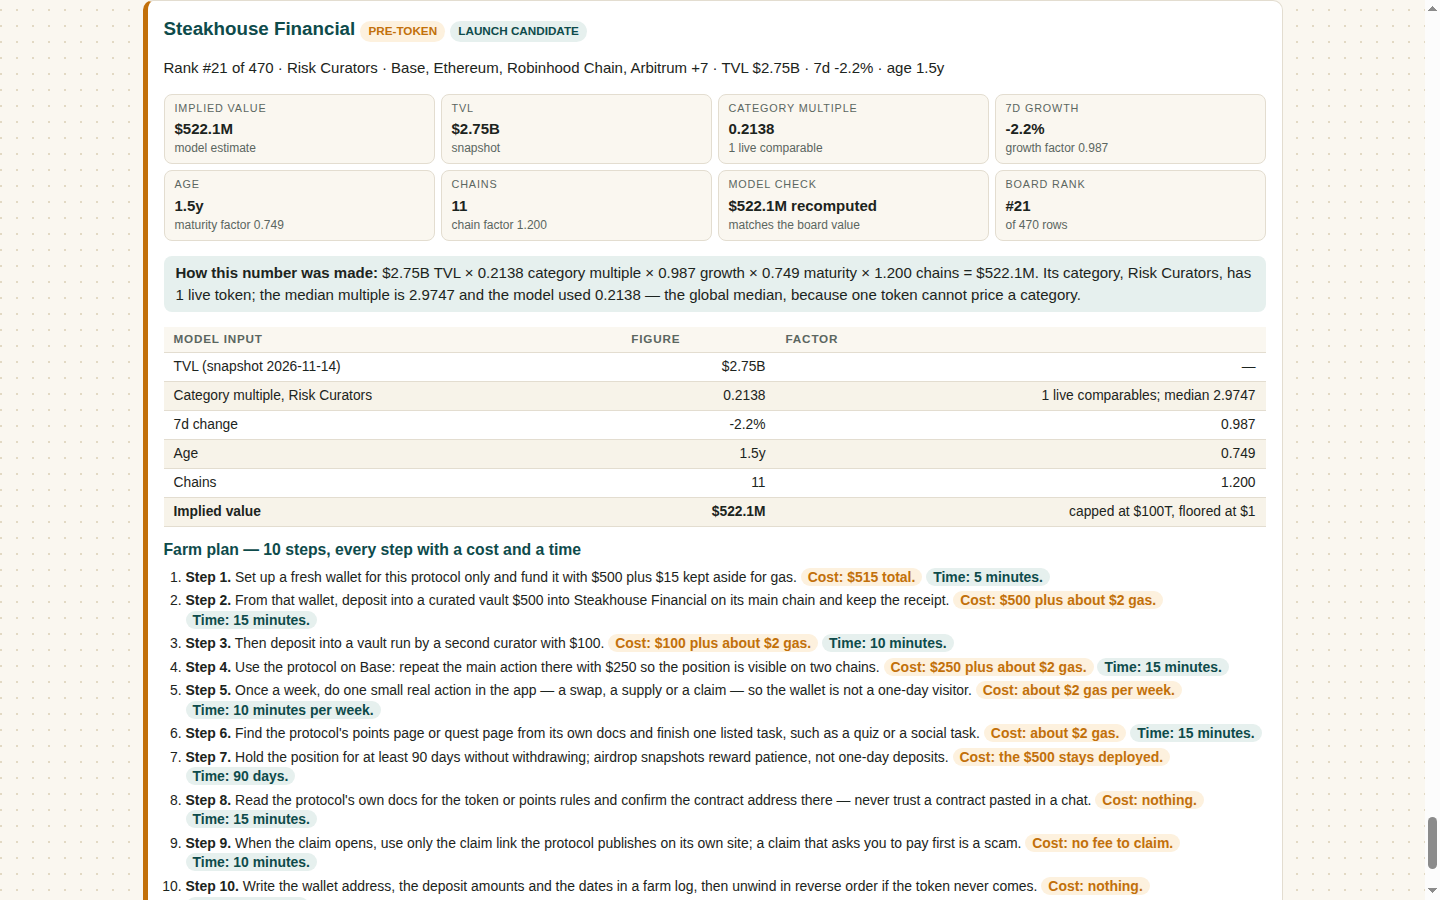 Steakhouse Financial PRE-TOKEN LAUNCH CANDIDATE
Rank #21 of 470 · Risk Curators · Base, Ethereum, Robinhood Chain, Arbitrum +7 · TVL $2.75B · 7d -2.2% · age 1.5y
IMPLIED VALUE
$522.1M
model estimate
TVL
$2.75B
snapshot
CATEGORY MULTIPLE
0.2138
1 live comparable
7D GROWTH
-2.2%
growth factor 0.987
AGE
1.5y
maturity factor 0.749
CHAINS
11
chain factor 1.200
MODEL CHECK
$522.1M recomputed
matches the board value
BOARD RANK
#21
of 470 rows
How this number was made: $2.75B TVL × 0.2138 category multiple × 0.987 growth × 0.749 maturity × 1.200 chains = $522.1M. Its category, Risk Curators, has
1 live token; the median multiple is 2.9747 and the model used 0.2138 — the global median, because one token cannot price a category.
MODEL INPUT FIGURE FACTOR
TVL (snapshot 2026-11-14) $2.75B —
Category multiple, Risk Curators 0.2138 1 live comparables; median 2.9747
7d change -2.2% 0.987
Age 1.5y 0.749
Chains 11 1.200
Implied value $522.1M capped at $100T, floored at $1
Farm plan — 10 steps, every step with a cost and a time
1. Step 1. Set up a fresh wallet for this protocol only and fund it with $500 plus $15 kept aside for gas. Cost: $515 total. Time: 5 minutes.
2. Step 2. From that wallet, deposit into a curated vault $500 into Steakhouse Financial on its main chain and keep the receipt. Cost: $500 plus about $2 gas.
Time: 15 minutes.
3. Step 3. Then deposit into a vault run by a second curator with $100. Cost: $100 plus about $2 gas. Time: 10 minutes.
4. Step 4. Use the protocol on Base: repeat the main action there with $250 so the position is visible on two chains. Cost: $250 plus about $2 gas. Time: 15 minutes.
5. Step 5. Once a week, do one small real action in the app — a swap, a supply or a claim — so the wallet is not a one-day visitor. Cost: about $2 gas per week.
Time: 10 minutes per week.
6. Step 6. Find the protocol's points page or quest page from its own docs and finish one listed task, such as a quiz or a social task. Cost: about $2 gas. Time: 15 minutes.
7. Step 7. Hold the position for at least 90 days without withdrawing; airdrop snapshots reward patience, not one-day deposits. Cost: the $500 stays deployed.
Time: 90 days.
8. Step 8. Read the protocol's own docs for the token or points rules and confirm the contract address there — never trust a contract pasted in a chat. Cost: nothing.
Time: 15 minutes.
9. Step 9. When the claim opens, use only the claim link the protocol publishes on its own site; a claim that asks you to pay first is a scam. Cost: no fee to claim.
Time: 10 minutes.
10. Step 10. Write the wallet address, the deposit amounts and the dates in a farm log, then unwind in reverse order if the token never comes. Cost: nothing.